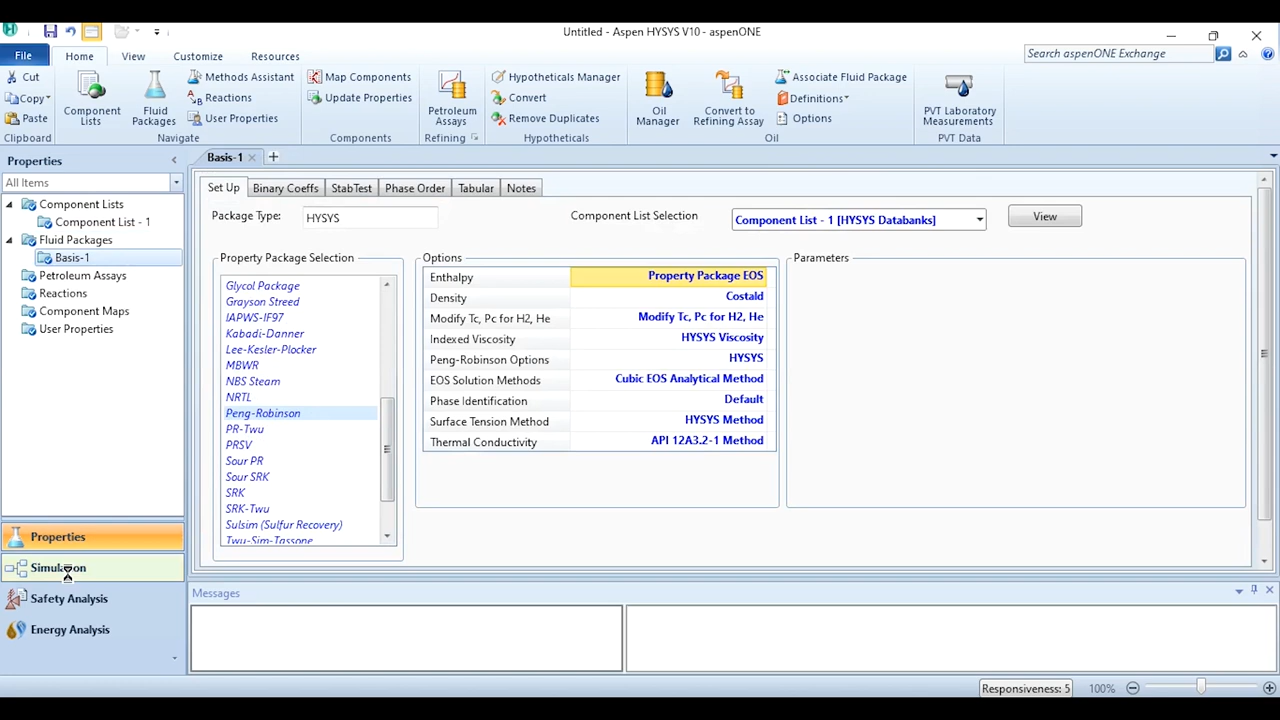 Untitled - Aspen HYSYS V10 - aspenONE
File Home View Customize Resources
Search aspenONE Exchange
Cut
Copy
Paste
Clipboard
Component Lists
Fluid Packages
Methods Assistant
Reactions
User Properties
Navigate
Map Components
Update Properties
Components
Petroleum Assays
Refining
Hypotheticals Manager
Convert
Remove Duplicates
Hypotheticals
Oil Manager
Convert to Refining Assay
Associate Fluid Package
Definitions
Options
Oil
PVT Laboratory Measurements
PVT Data
Properties
All Items
Component Lists
Component List - 1
Fluid Packages
Basis-1
Petroleum Assays
Reactions
Component Maps
User Properties
Properties
Simulation
Safety Analysis
Energy Analysis
Basis-1
Set Up Binary Coeffs StabTest Phase Order Tabular Notes
Package Type: HYSYS
Component List Selection Component List - 1 [HYSYS Databanks] View
Property Package Selection
Glycol Package
Grayson Streed
IAPWS-IF97
Kabadi-Danner
Lee-Kesler-Plocker
MBWR
NBS Steam
NRTL
Peng-Robinson
PR-Twu
PRSV
Sour PR
Sour SRK
SRK
SRK-Twu
Sulsim (Sulfur Recovery)
Twu-Sim-Tassone
Options
Enthalpy Property Package EOS
Density Costald
Modify Tc, Pc for H2, He Modify Tc, Pc for H2, He
Indexed Viscosity HYSYS Viscosity
Peng-Robinson Options HYSYS
EOS Solution Methods Cubic EOS Analytical Method
Phase Identification Default
Surface Tension Method HYSYS Method
Thermal Conductivity API 12A3.2-1 Method
Parameters
Messages
Responsiveness: 5 100%